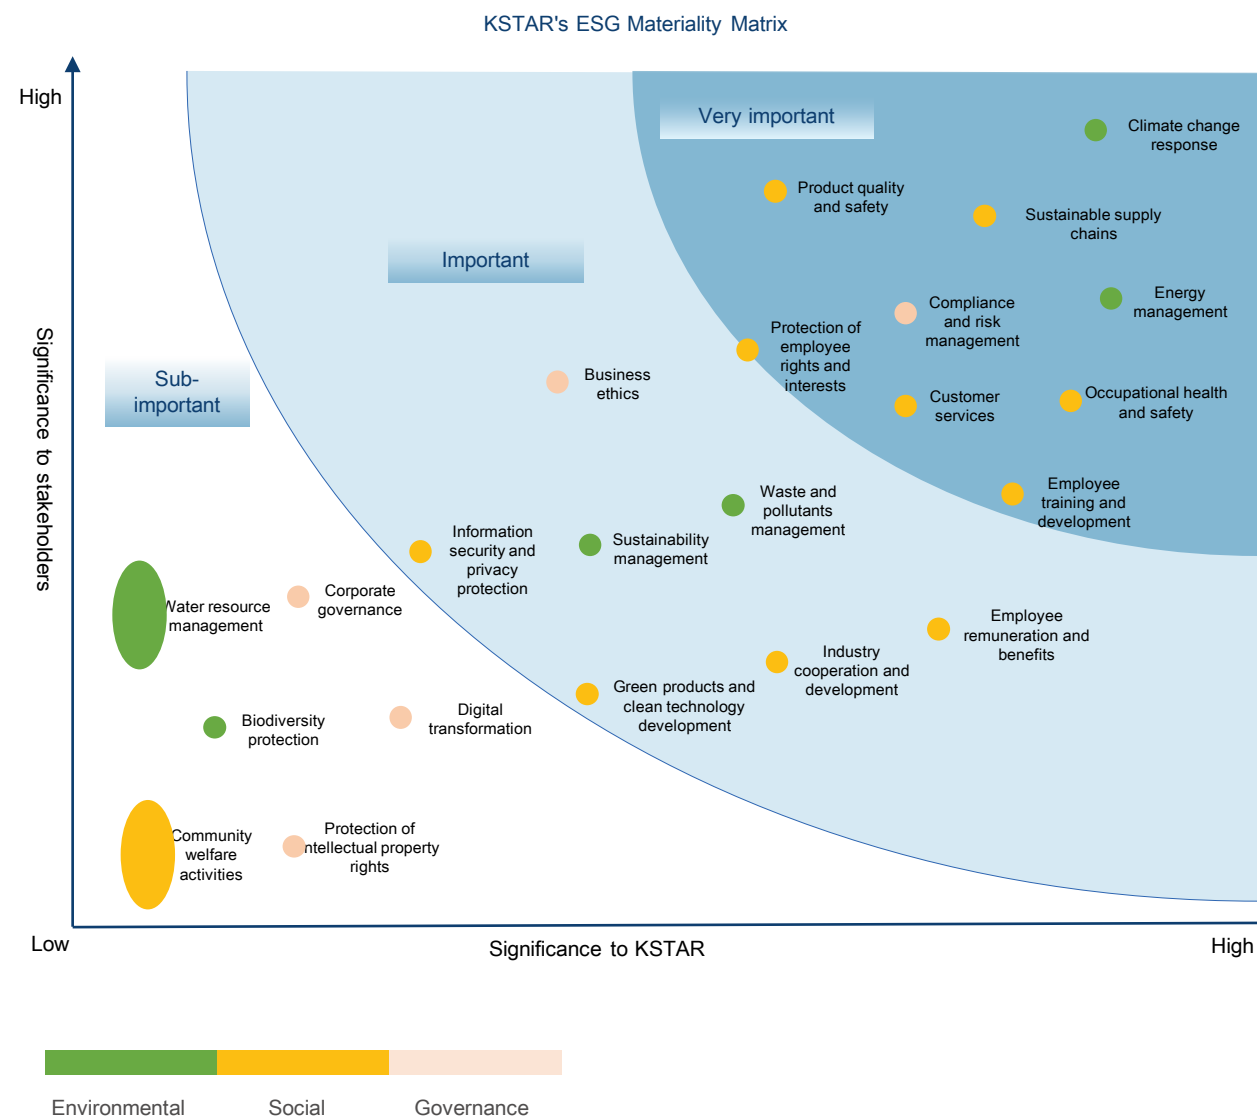 KSTAR's ESG Materiality Matrix
High
Very important
Climate change
response
Product quality
and safety
Sustainable supply
chains
Important
Energy
management
Compliance
and risk
management
Protection of
employee
rights and
interests
Significance to stakeholders
Sub-
important
Business
ethics
Customer
services
Occupational health
and safety
Employee
training and
development
Waste and
pollutants
management
Information
security and
privacy
protection
Sustainability
management
Corporate
governance
Water resource
management
Employee
remuneration and
benefits
Industry
cooperation and
development
Green products and
clean technology
development
Digital
transformation
Biodiversity
protection
Community
welfare
activities
Protection of
intellectual property
rights
Low
Significance to KSTAR
High
Environmental
Social
Governance